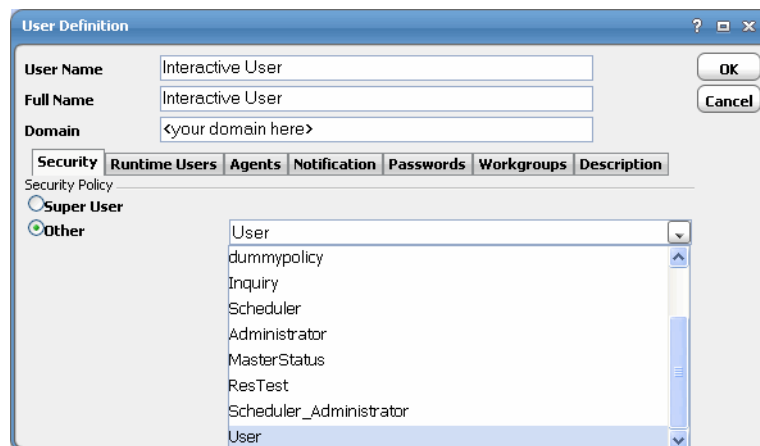 User Definition
User Name Interactive User
Full Name Interactive User
Domain <your domain here>
OK
Cancel
Security Runtime Users Agents Notification Passwords Workgroups Description
Security Policy
Super User
Other User
dummypolicy
Inquiry
Scheduler
Administrator
MasterStatus
ResTest
Scheduler_Administrator
User